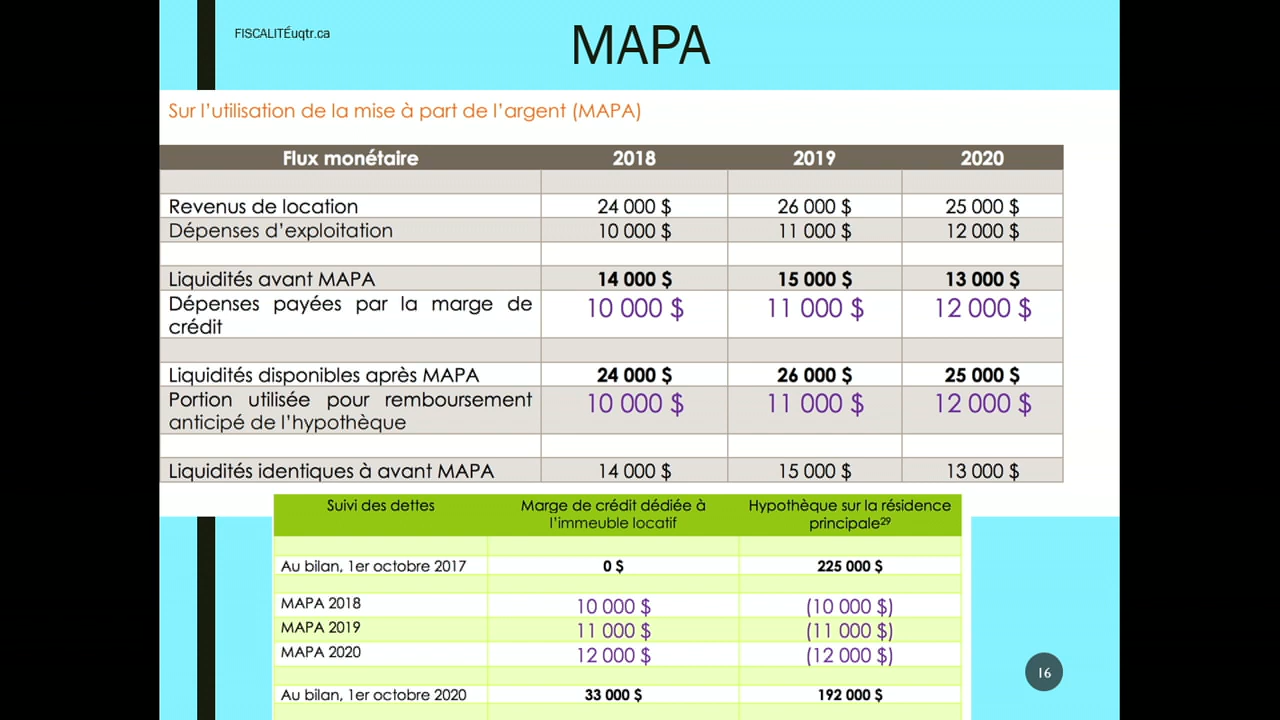 FISCALITÉuqtr.ca
MAPA
Sur l'utilisation de la mise à part de l'argent (MAPA)
Flux monétaire 2018 2019 2020
Revenus de location 24 000 $ 26 000 $ 25 000 $
Dépenses d'exploitation 10 000 $ 11 000 $ 12 000 $
Liquidités avant MAPA 14 000 $ 15 000 $ 13 000 $
Dépenses payées par la marge de
crédit 10 000 $ 11 000 $ 12 000 $
Liquidités disponibles après MAPA 24 000 $ 26 000 $ 25 000 $
Portion utilisée pour remboursement
anticipé de l'hypothèque 10 000 $ 11 000 $ 12 000 $
Liquidités identiques à avant MAPA 14 000 $ 15 000 $ 13 000 $
Suivi des dettes Marge de crédit dédiée à Hypothèque sur la résidence
l'immeuble locatif principale29
Au bilan, 1er octobre 2017 0 $ 225 000 $
MAPA 2018 10 000 $ (10 000 $)
MAPA 2019 11 000 $ (11 000 $)
MAPA 2020 12 000 $ (12 000 $)
Au bilan, 1er octobre 2020 33 000 $ 192 000 $
16